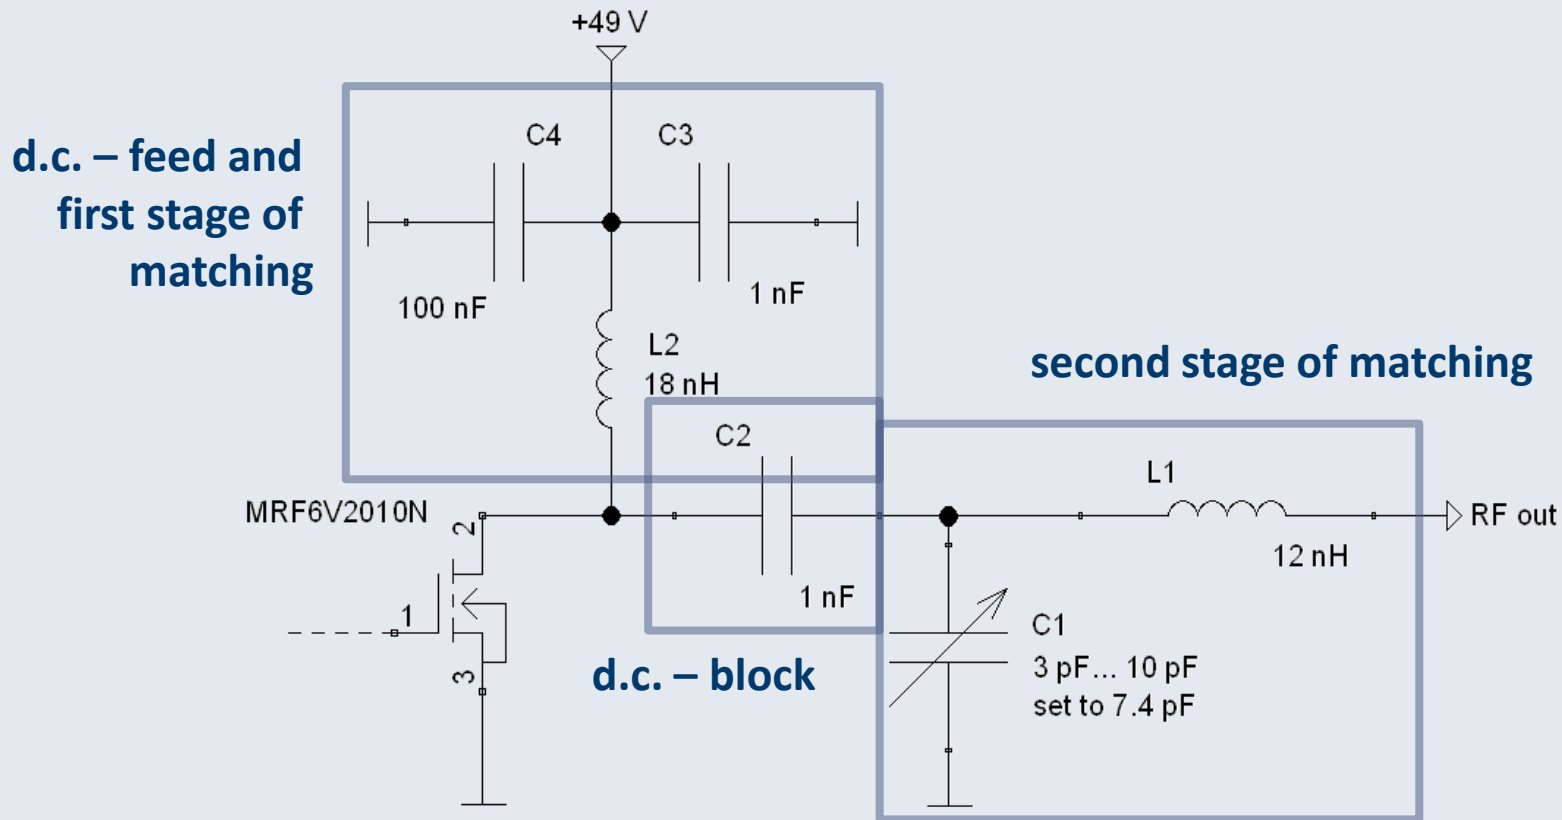 +49 V
d.c. – feed and
first stage of
matching
C4
C3
100 nF
1 nF
L2
18 nH
second stage of matching
C2
L1
MRF6V2010N
2
RF out
12 nH
1 nF
1
C1
3 pF... 10 pF
set to 7.4 pF
3
d.c. – block